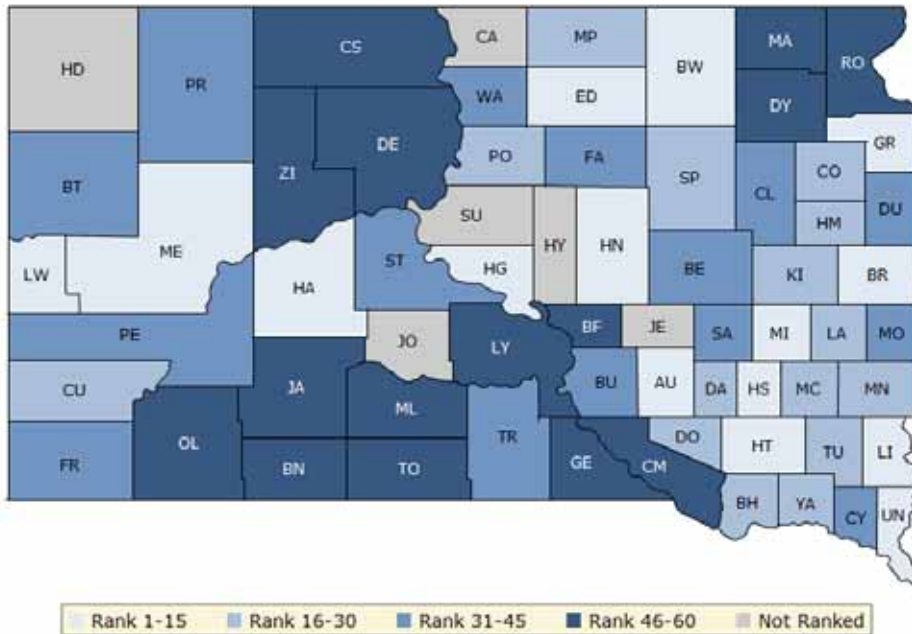 CS CA MP MA
HD PR BW RO
WA ED DY
DE PO FA GR
BT ZI SP CL CO
SU HM DU
LW ME HA ST HG HY HN BE KI BR
PE JO LY BF JE SA MI LA MO
CU JA ML BU AU DA HS MC MN
FR OL BN TO TR GE CM DO HT TU LI
BH YA CY UN
Rank 1-15 Rank 16-30 Rank 31-45 Rank 46-60 Not Ranked